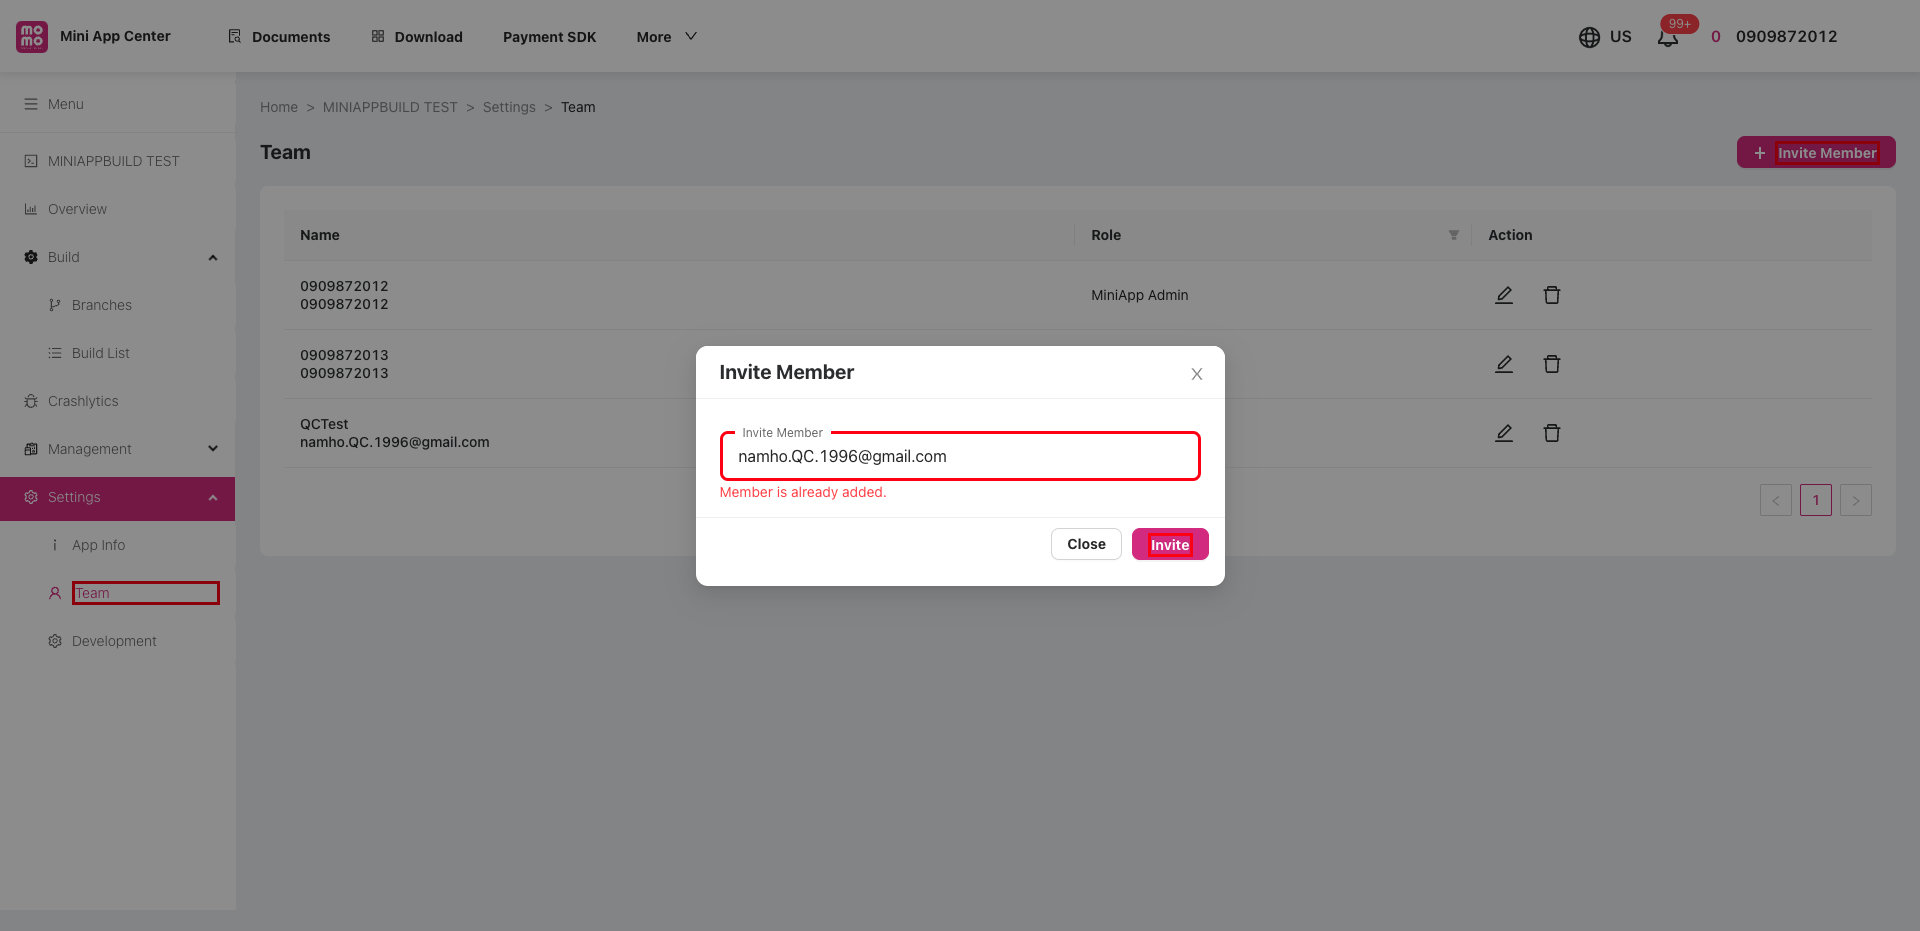 mo mo Mini App Center
Documents
Download
Payment SDK
More
US
99+
0
0909872012
Menu
MINIAPPBUILD TEST
Overview
Build
Branches
Build List
Crashlytics
Management
Settings
App Info
Team
Development
Home > MINIAPPBUILD TEST > Settings > Team
Team
+ Invite Member
Name Role Action
0909872012
0909872012
MiniApp Admin
0909872013
0909872013
QCTest
namho.QC.1996@gmail.com
< 1 >
Invite Member
Invite Member
namho.QC.1996@gmail.com
Member is already added.
Close
Invite